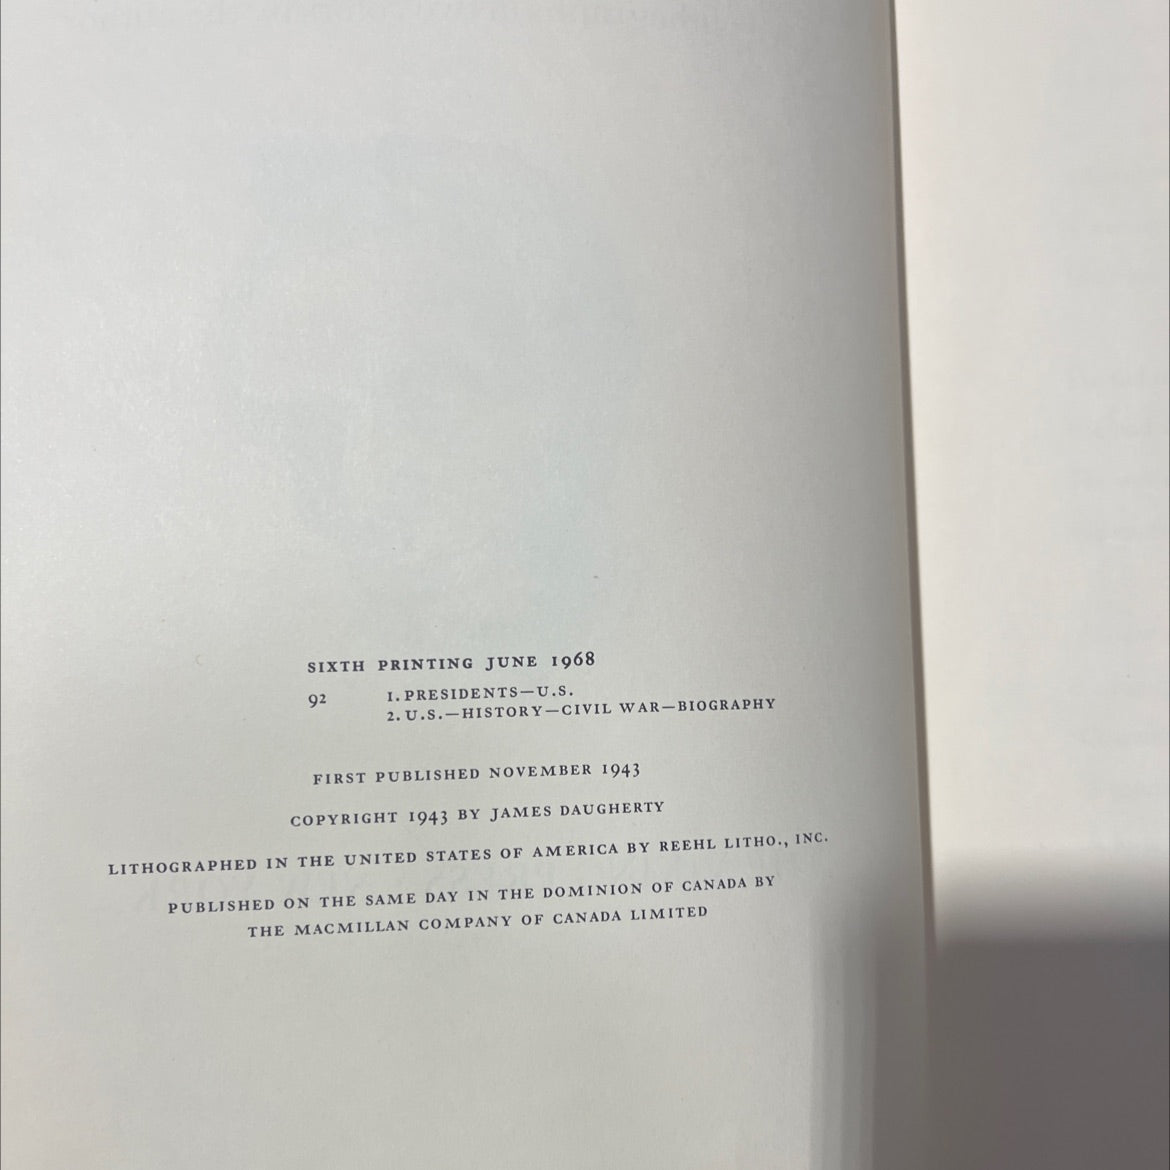 SIXTH PRINTING JUNE 1968
92 1. PRESIDENTS—U.S.
2. U.S.—HISTORY—CIVIL WAR—BIOGRAPHY
FIRST PUBLISHED NOVEMBER 1943
COPYRIGHT 1943 BY JAMES DAUGHERTY
LITHOGRAPHED IN THE UNITED STATES OF AMERICA BY REEHL LITHO., INC.
PUBLISHED ON THE SAME DAY IN THE DOMINION OF CANADA BY
THE MACMILLAN COMPANY OF CANADA LIMITED